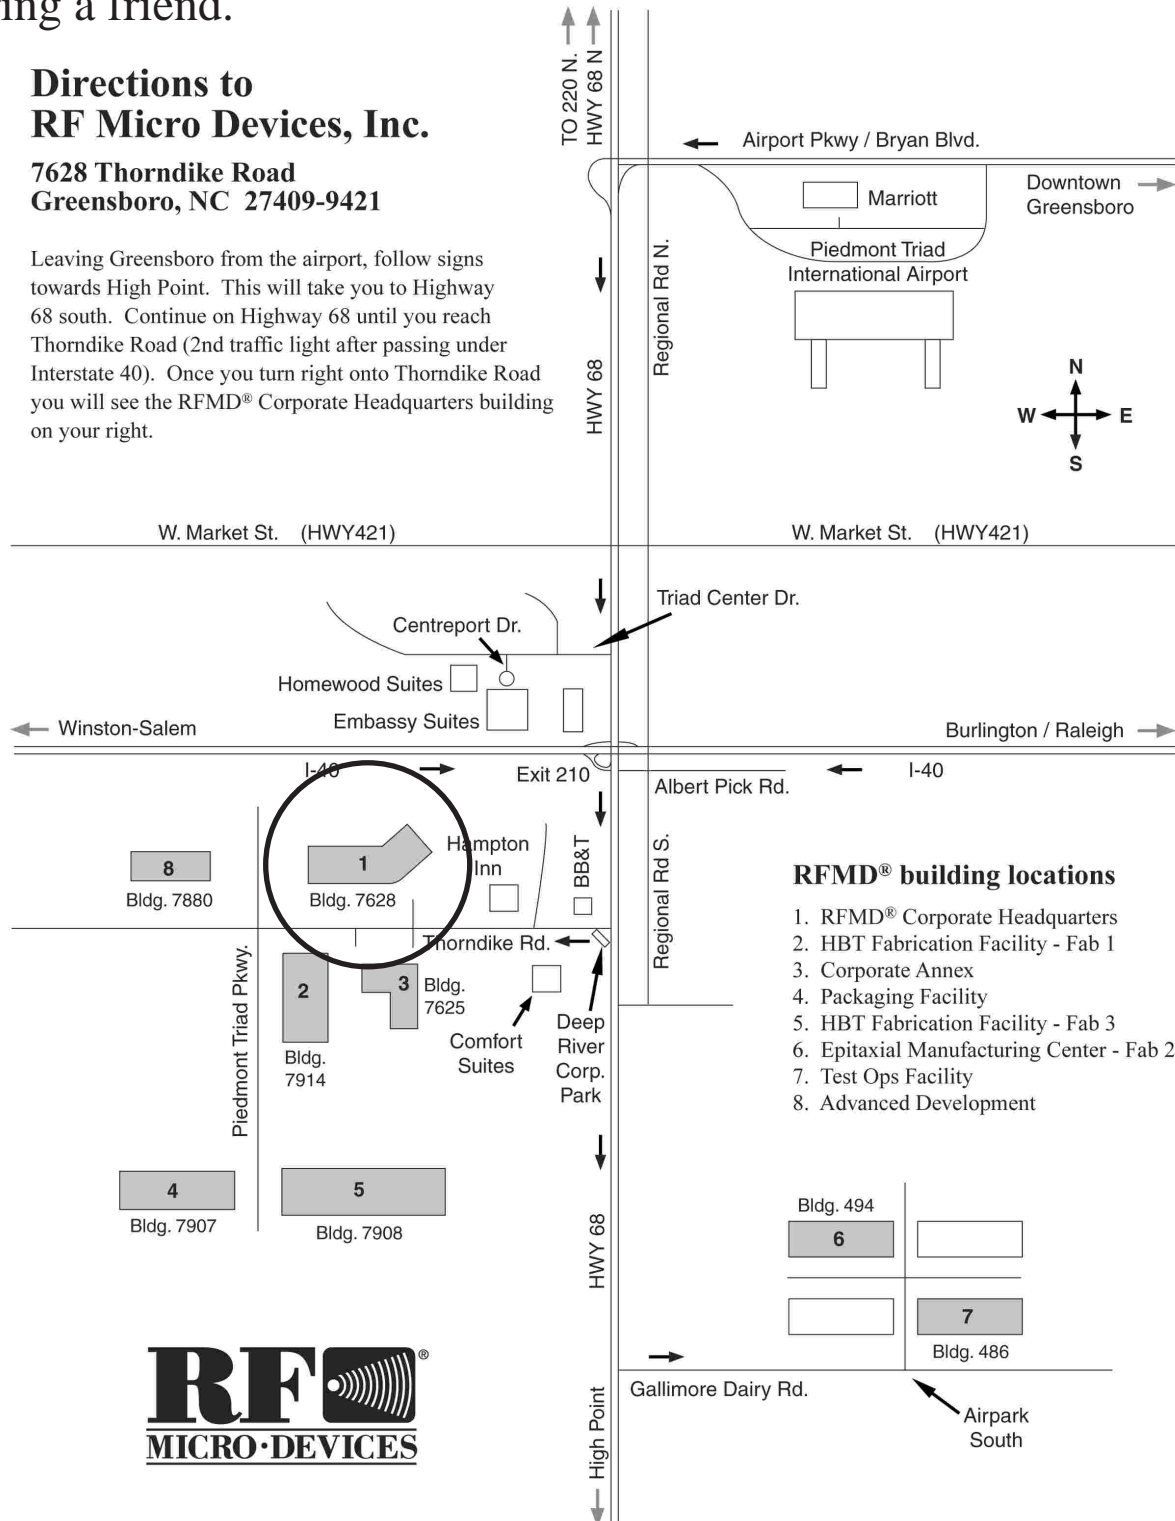 ing a friend.
Directions to
RF Micro Devices, Inc.
7628 Thorndike Road
Greensboro, NC  27409-9421
Leaving Greensboro from the airport, follow signs
towards High Point.  This will take you to Highway
68 south.  Continue on Highway 68 until you reach
Thorndike Road (2nd traffic light after passing under
Interstate 40).  Once you turn right onto Thorndike Road
you will see the RFMD® Corporate Headquarters building
on your right.
TO 220 N.
HWY 68 N
Airport Pkwy / Bryan Blvd.
Downtown
Greensboro
Marriott
Piedmont Triad
International Airport
Regional Rd N.
HWY 68
N
W E
S
W. Market St. (HWY421)
W. Market St. (HWY421)
Triad Center Dr.
Centreport Dr.
Homewood Suites
Embassy Suites
Winston-Salem
Burlington / Raleigh
I-40
Exit 210
I-40
Albert Pick Rd.
8
Bldg. 7880
1
Bldg. 7628
Hampton
Inn
BB&T
Regional Rd S.
Thorndike Rd.
Piedmont Triad Pkwy.
2
Bldg.
7914
3
Bldg.
7625
Comfort
Suites
Deep
River
Corp.
Park
RFMD® building locations
1. RFMD® Corporate Headquarters
2. HBT Fabrication Facility - Fab 1
3. Corporate Annex
4. Packaging Facility
5. HBT Fabrication Facility - Fab 3
6. Epitaxial Manufacturing Center - Fab 2
7. Test Ops Facility
8. Advanced Development
4
Bldg. 7907
5
Bldg. 7908
HWY 68
Bldg. 494
6
7
Bldg. 486
Gallimore Dairy Rd.
Airpark
South
High Point
RF®
MICRO·DEVICES